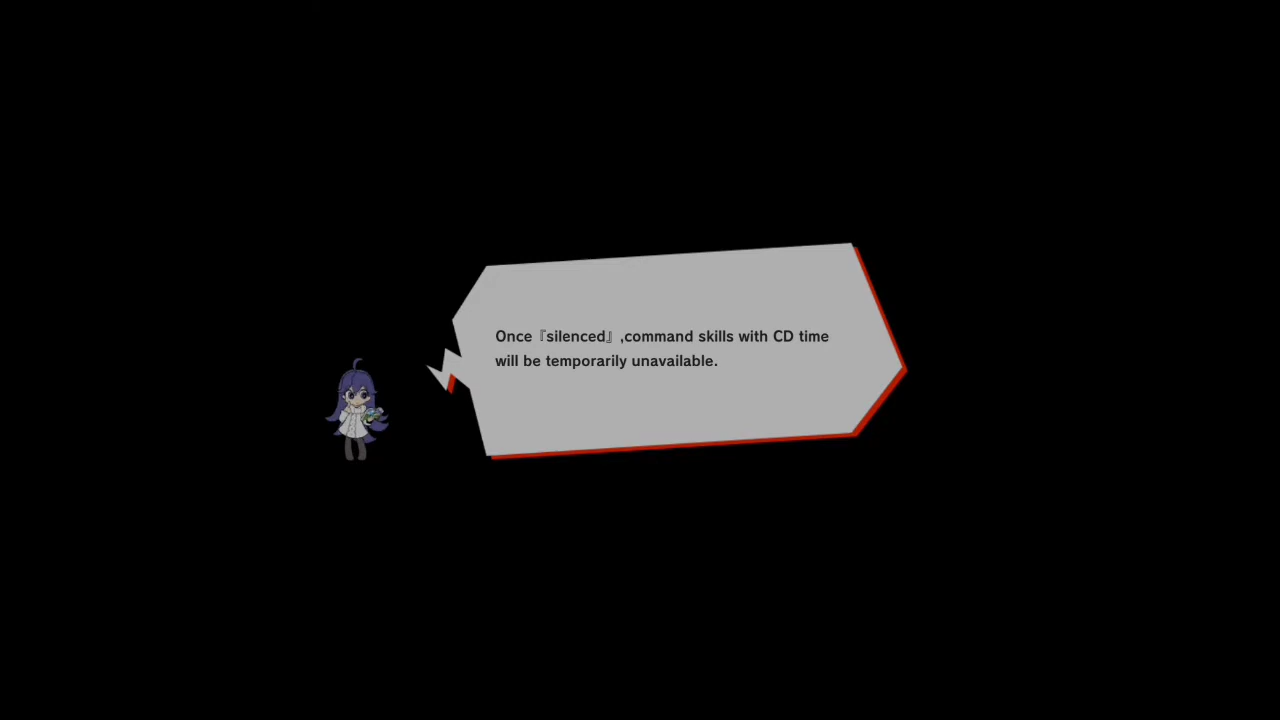 Once『silenced』,command skills with CD time
will be temporarily unavailable.